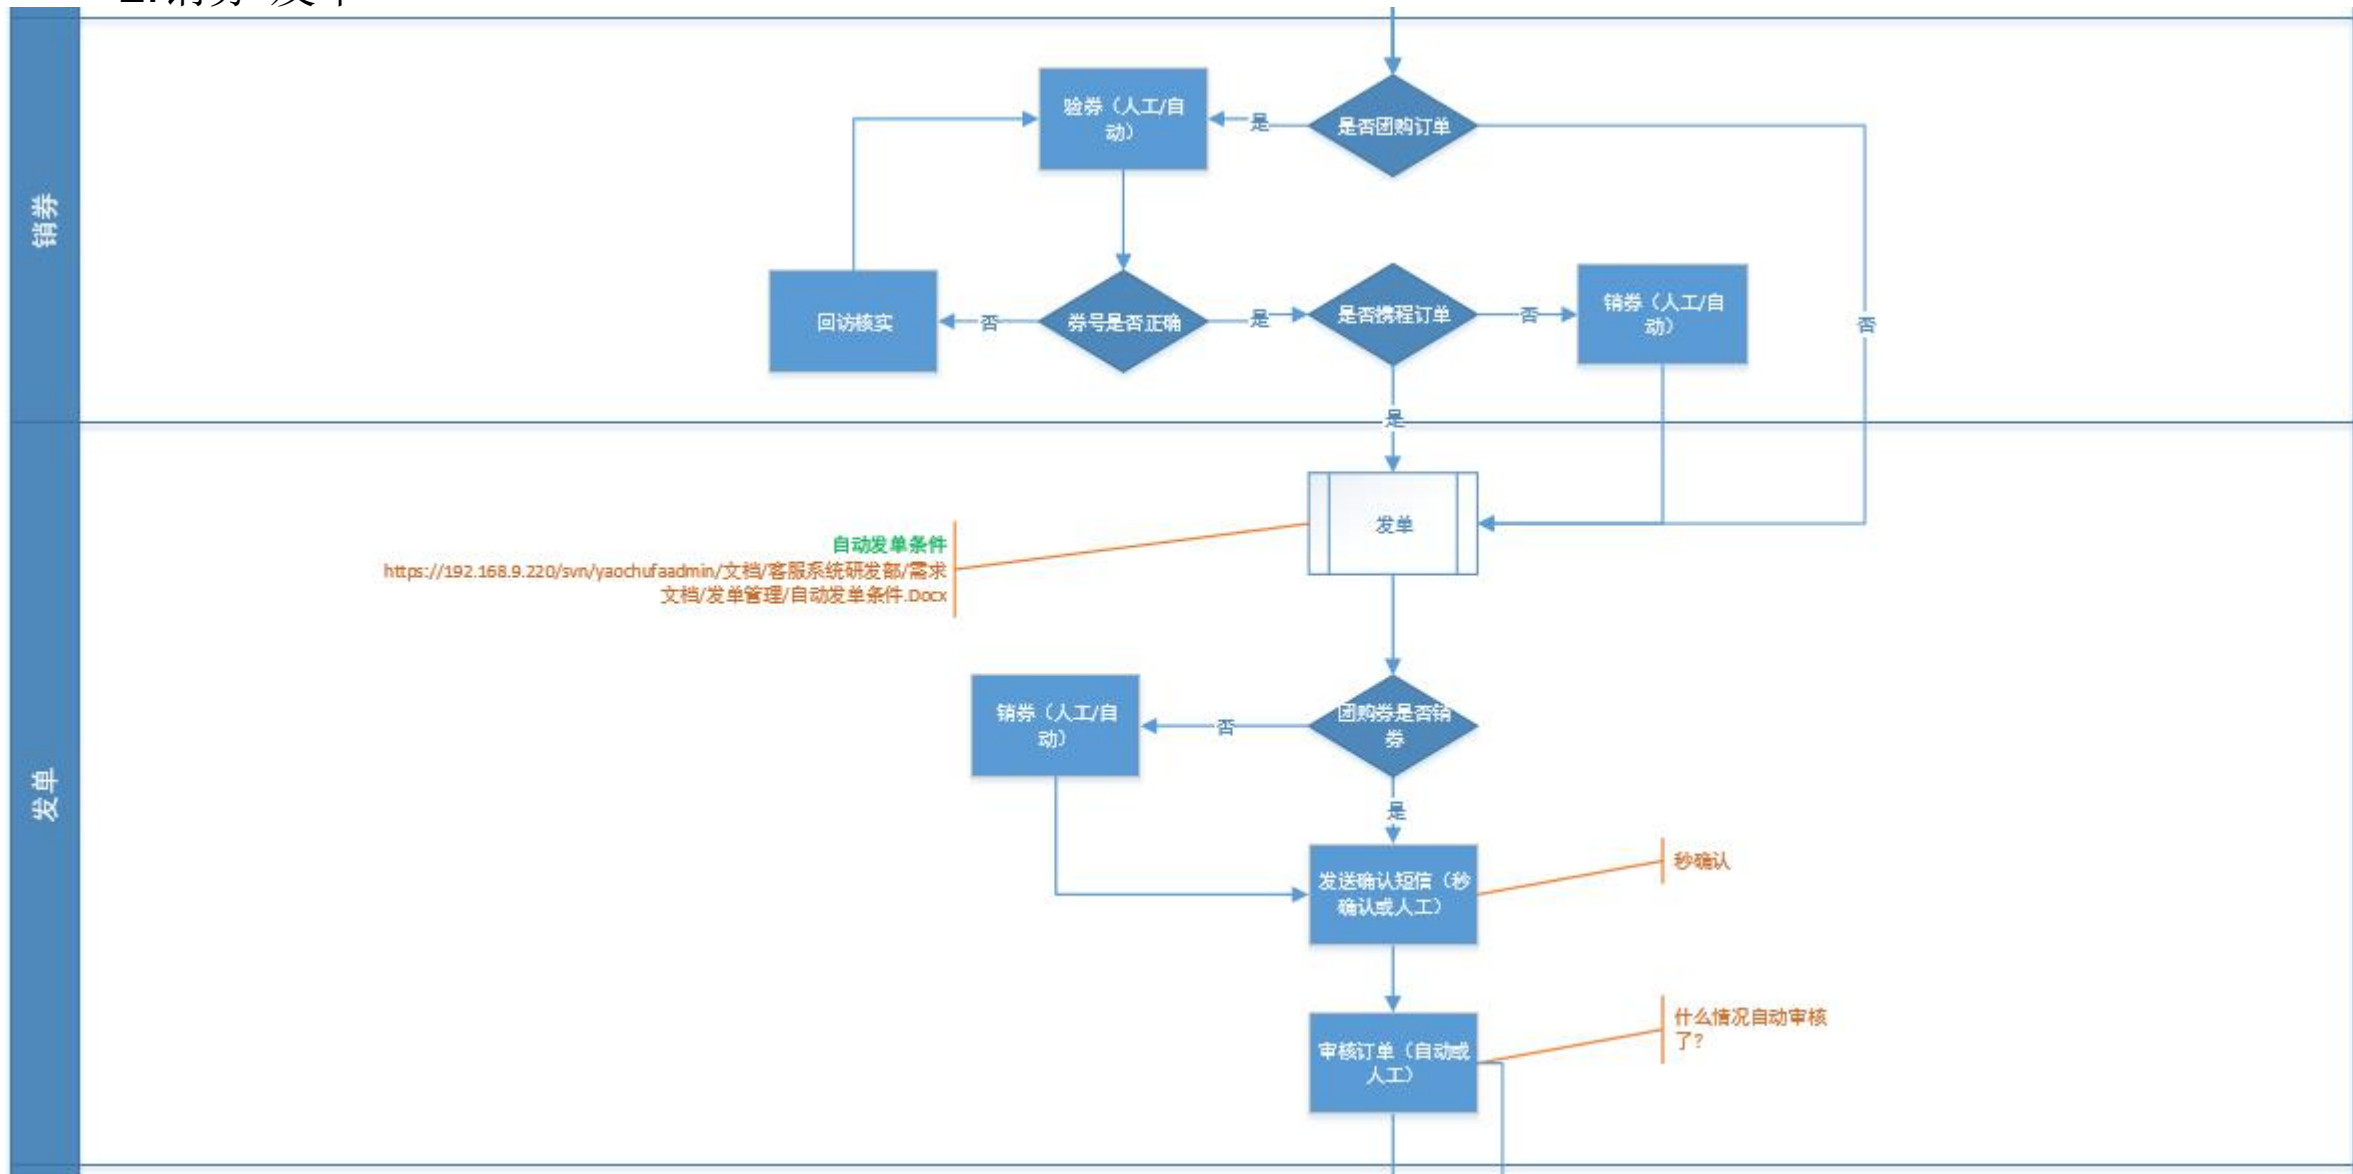 销券
验券（人工/自
动）
是
是否团购订单
回访核实
否
券号是否正确
是
是否携程订单
否
销券（人工/自
动）
否
是
发单
发单
自动发单条件
https://192.168.9.220/svn/yaochufaadmin/文档/客服系统研发部/需求
文档/发单管理/自动发单条件.Docx
销券（人工/自
动）
否
团购券是否销
券
是
发送确认短信（秒
确认或人工）
秒确认
审核订单（自动或
人工）
什么情况自动审核
了？